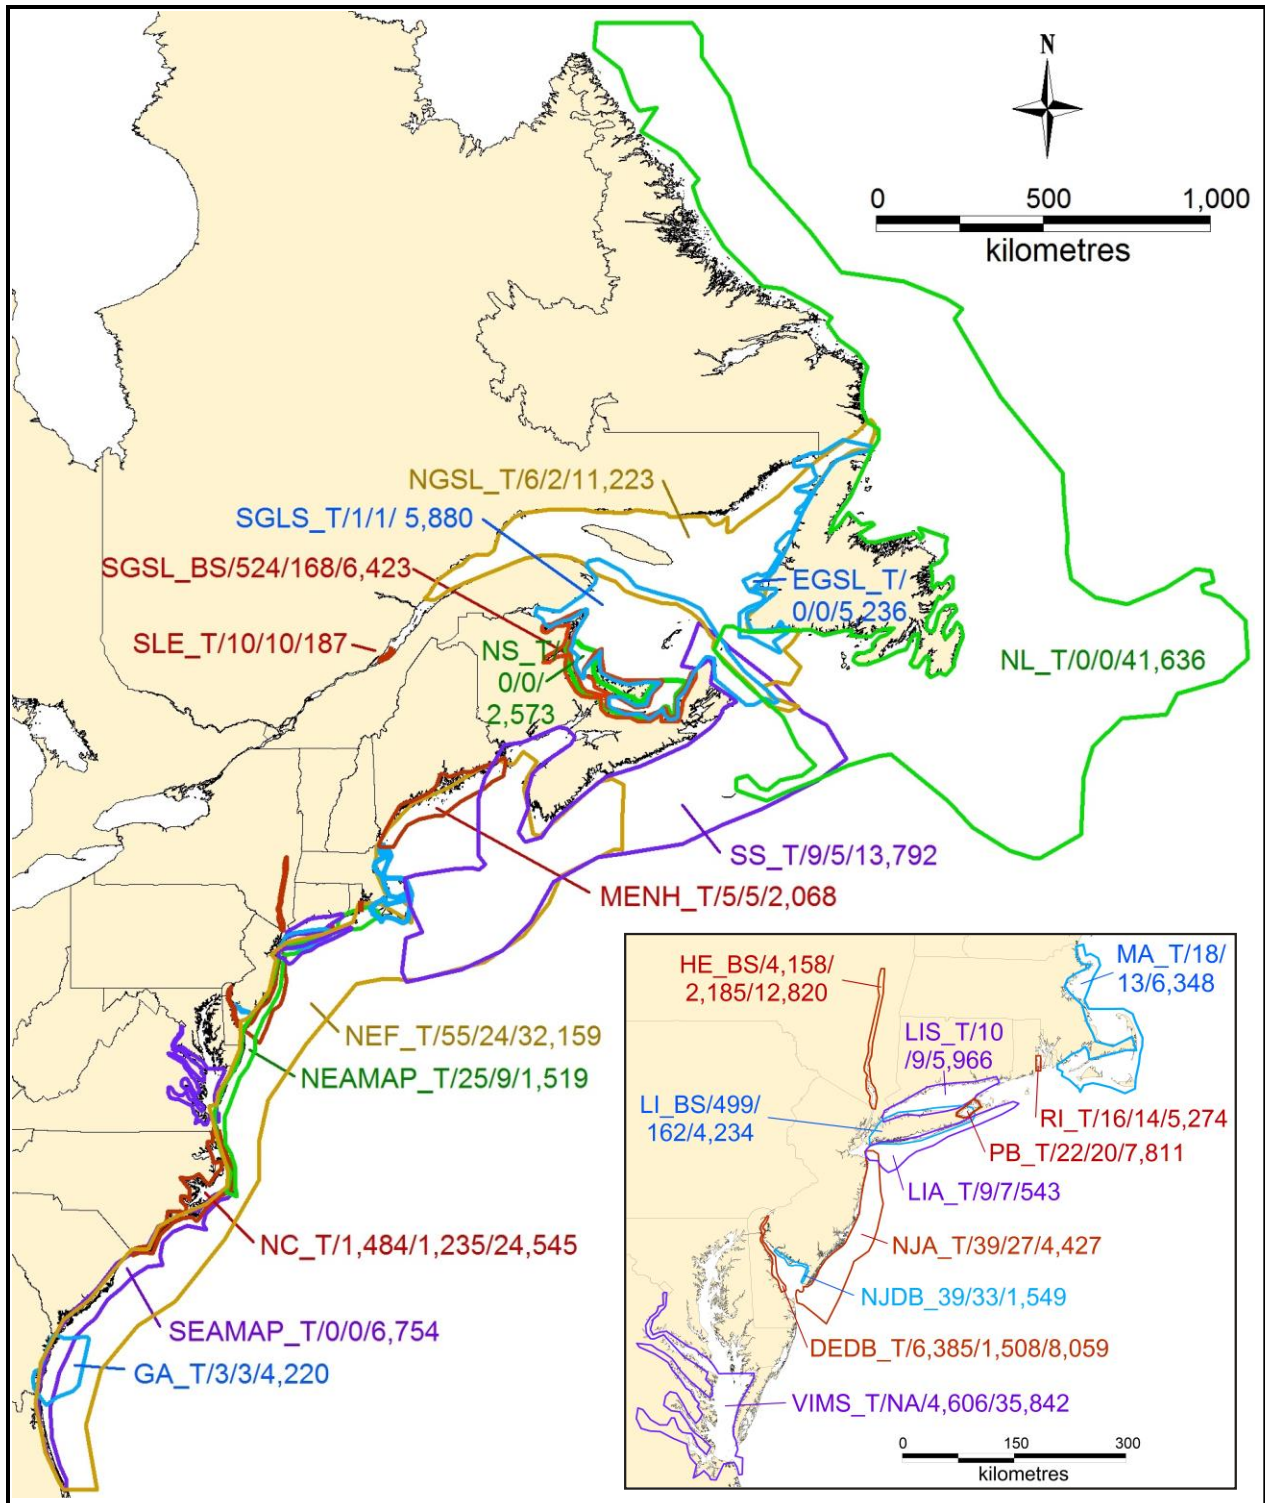 N
0 500 1,000
kilometres
NGSL_T/6/2/11,223
SGLS_T/1/1/ 5,880
SGSL_BS/524/168/6,423
EGSL_T/
0/0/5,236
SLE_T/10/10/187
NS_T/
0/0/
2,573
NL_T/0/0/41,636
SS_T/9/5/13,792
MENH_T/5/5/2,068
NEF_T/55/24/32,159
NEAMAP_T/25/9/1,519
NC_T/1,484/1,235/24,545
SEAMAP_T/0/0/6,754
GA_T/3/3/4,220
HE_BS/4,158/
2,185/12,820
MA_T/18/
13/6,348
LIS_T/10
/9/5,966
LI_BS/499/
162/4,234
RI_T/16/14/5,274
PB_T/22/20/7,811
LIA_T/9/7/543
NJA_T/39/27/4,427
NJDB_39/33/1,549
DEDB_T/6,385/1,508/8,059
VIMS_T/NA/4,606/35,842
0 150 300
kilometres